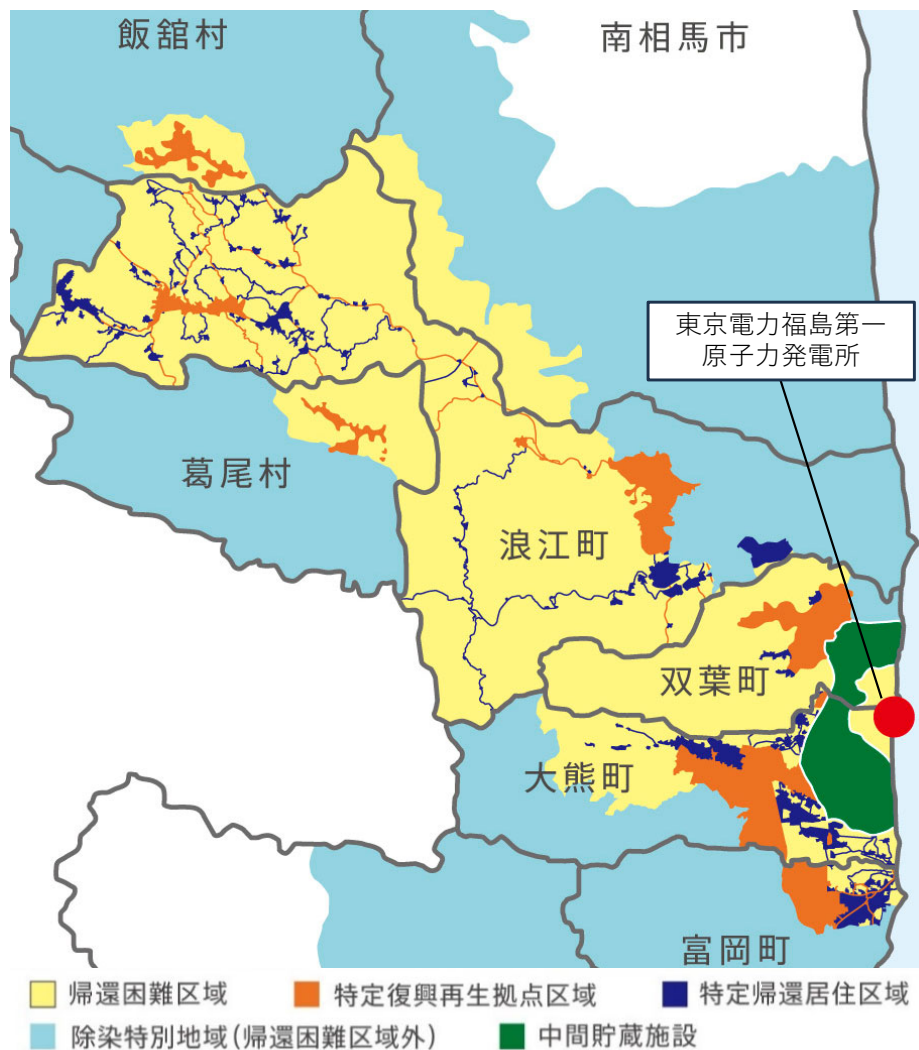 飯舘村
南相馬市
東京電力福島第一
原子力発電所
葛尾村
浪江町
双葉町
大熊町
富岡町
帰還困難区域
特定復興再生拠点区域
特定帰還居住区域
除染特別地域(帰還困難区域外)
中間貯蔵施設